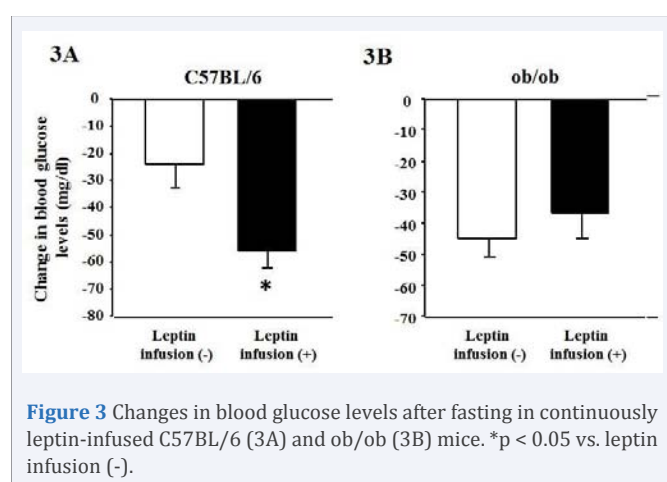 3A
C57BL/6
Change in blood glucose
levels (mg/dl)
0
-10
-20
-30
-40
-50
-60
-70
-80
*
Leptin
infusion (-)
Leptin
infusion (+)
3B
ob/ob
0
-10
-20
-30
-40
-50
-60
-70
Leptin
infusion (-)
Leptin
infusion (+)
Figure 3 Changes in blood glucose levels after fasting in continuously
leptin-infused C57BL/6 (3A) and ob/ob (3B) mice. *p < 0.05 vs. leptin
infusion (-).